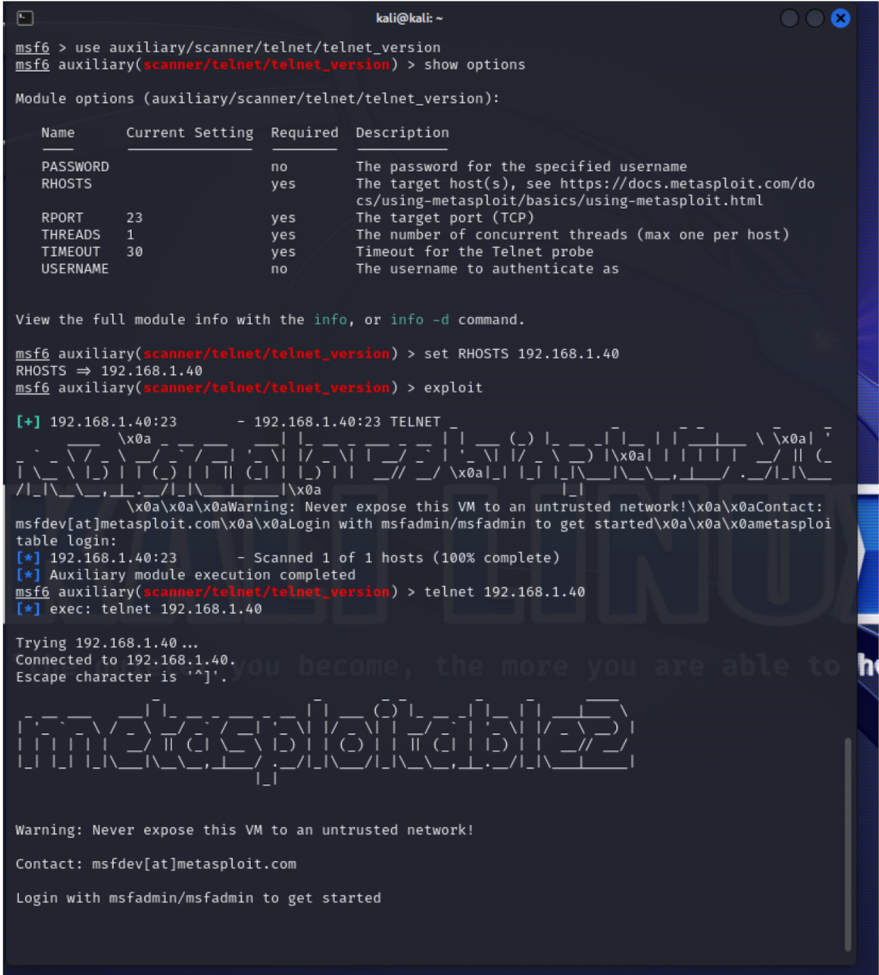 kali@kali: ~
msf6 > use auxiliary/scanner/telnet/telnet_version
msf6 auxiliary(scanner/telnet/telnet_version) > show options
Module options (auxiliary/scanner/telnet/telnet_version):
Name Current Setting Required Description
PASSWORD no The password for the specified username
RHOSTS yes The target host(s), see https://docs.metasploit.com/do
cs/using-metasploit/basics/using-metasploit.html
RPORT 23 yes The target port (TCP)
THREADS 1 yes The number of concurrent threads (max one per host)
TIMEOUT 30 yes Timeout for the Telnet probe
USERNAME no The username to authenticate as
View the full module info with the info, or info -d command.
msf6 auxiliary(scanner/telnet/telnet_version) > set RHOSTS 192.168.1.40
RHOSTS ⇒ 192.168.1.40
msf6 auxiliary(scanner/telnet/telnet_version) > exploit
[+] 192.168.1.40:23 - 192.168.1.40:23 TELNET
\x0a\x0a\x0aWarning: Never expose this VM to an untrusted network!\x0a\x0aContact:
msfdev[at]metasploit.com\x0a\x0aLogin with msfadmin/msfadmin to get started\x0a\x0a\x0ametasploi
table login:
[*] 192.168.1.40:23 - Scanned 1 of 1 hosts (100% complete)
[*] Auxiliary module execution completed
msf6 auxiliary(scanner/telnet/telnet_version) > telnet 192.168.1.40
[*] exec: telnet 192.168.1.40
Trying 192.168.1.40...
Connected to 192.168.1.40.
Escape character is '^]'.
metasploitable2
Warning: Never expose this VM to an untrusted network!
Contact: msfdev[at]metasploit.com
Login with msfadmin/msfadmin to get started
KALI LINUX
you become, the more you are able to h